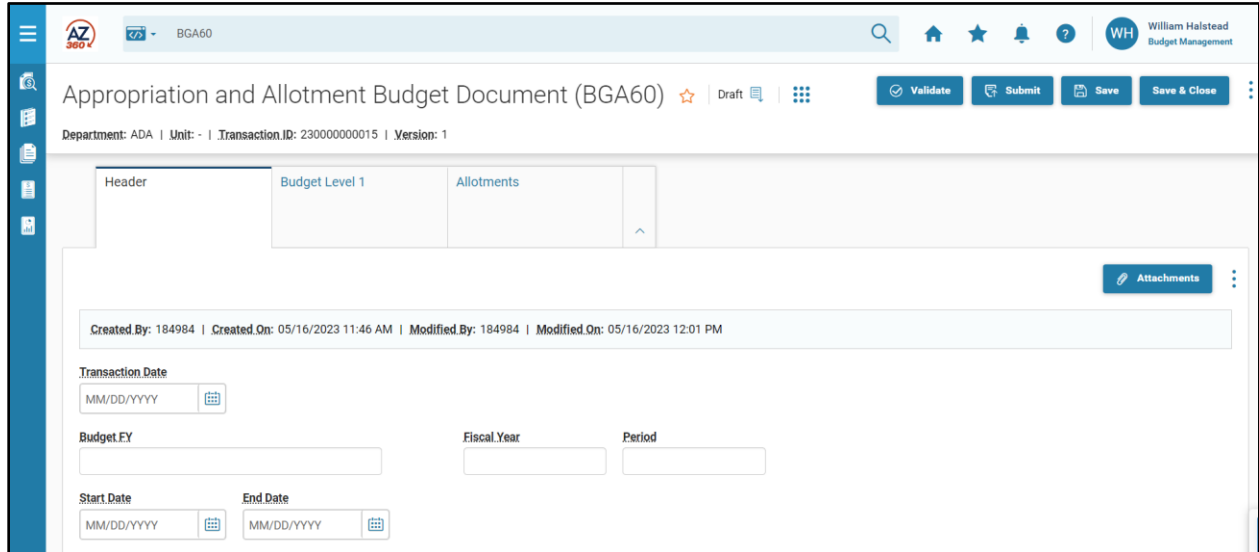 AZ
360
BGA60
WH
William Halstead
Budget Management
Appropriation and Allotment Budget Document (BGA60)
Draft
Validate
Submit
Save
Save & Close
Department: ADA | Unit: - | Transaction ID: 230000000015 | Version: 1
Header
Budget Level 1
Allotments
Attachments
Created By: 184984 | Created On: 05/16/2023 11:46 AM | Modified By: 184984 | Modified On: 05/16/2023 12:01 PM
Transaction Date
MM/DD/YYYY
Budget FY
Fiscal Year
Period
Start Date
End Date
MM/DD/YYYY
MM/DD/YYYY